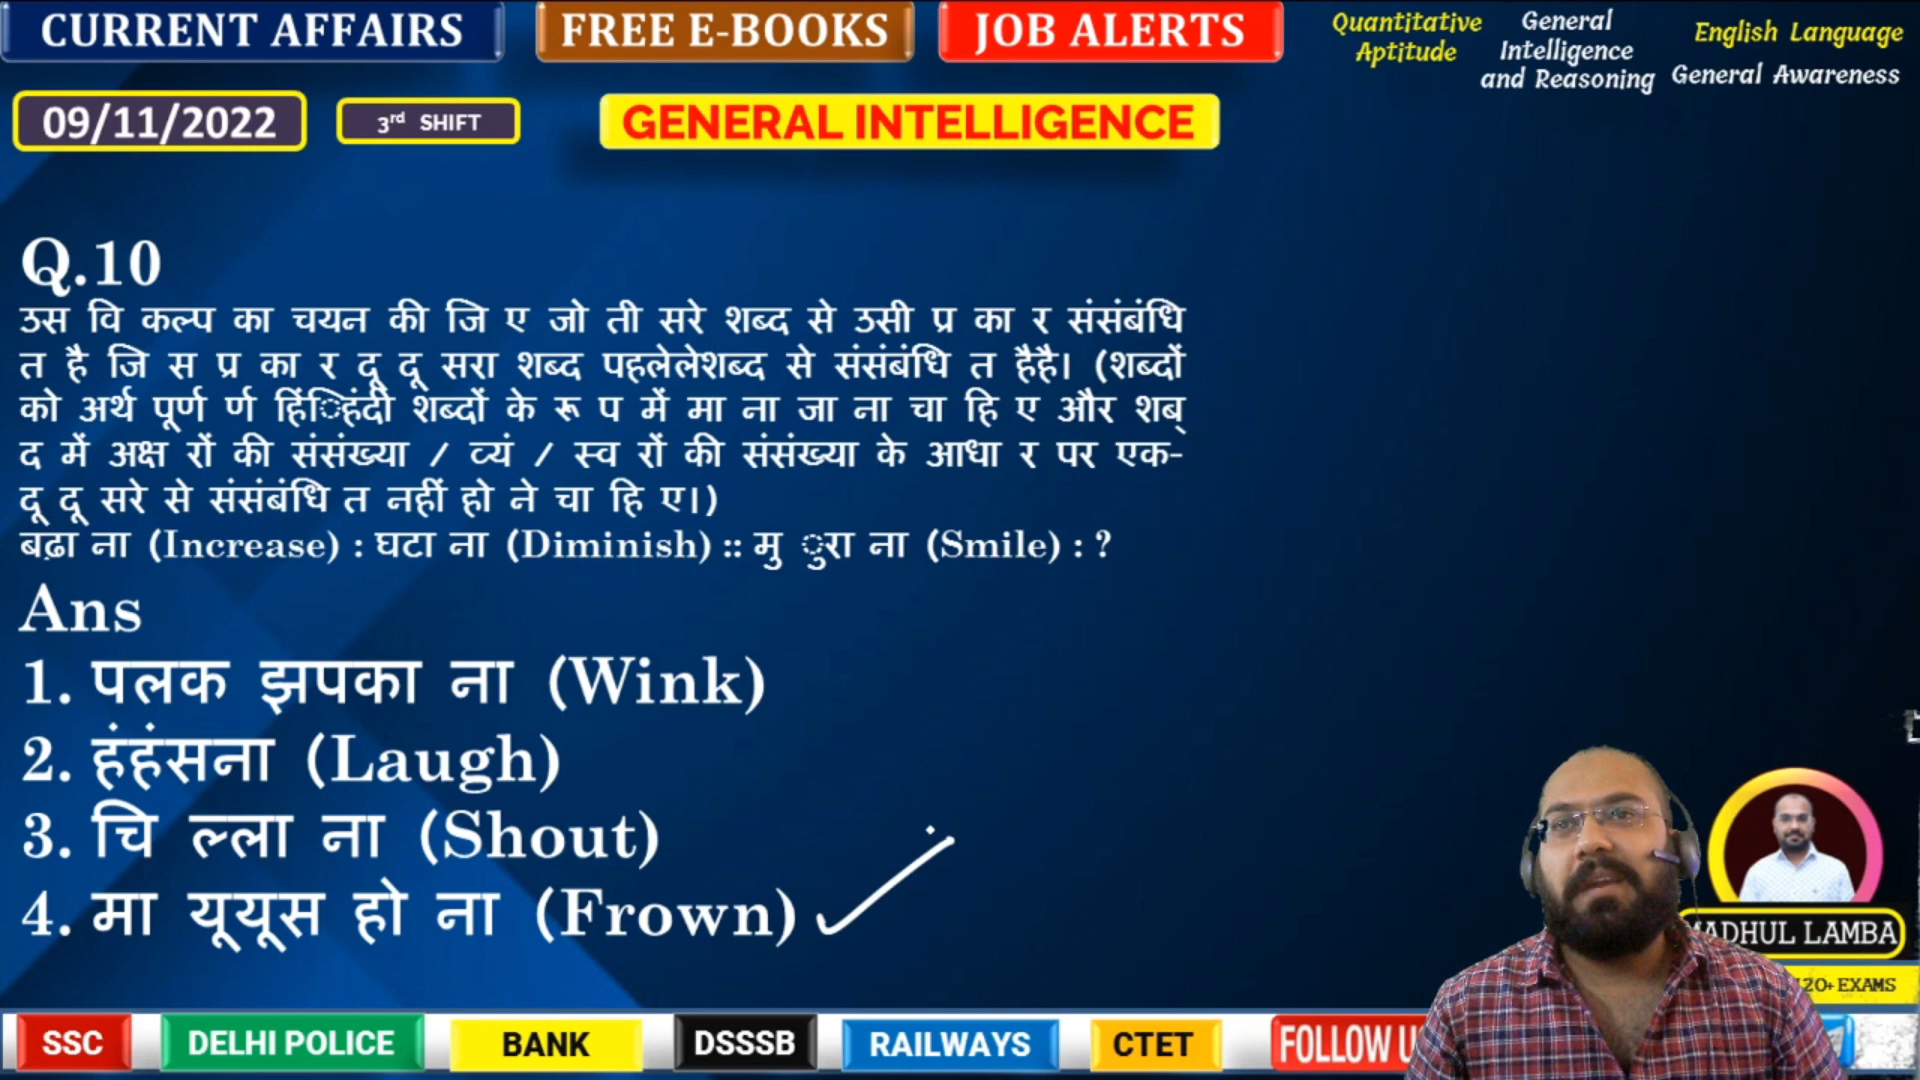 CURRENT AFFAIRS
FREE E-BOOKS
JOB ALERTS
Quantitative
Aptitude
General
Intelligence
and Reasoning
English Language
General Awareness
09/11/2022
3rd SHIFT
GENERAL INTELLIGENCE
Q.10
उस वि कल्प का चयन की जि ए जो ती सरे शब्द से उसी प्र का र संसंबंधि
त है जि स प्र का र दू दू सरा शब्द पहलेलेशब्द से संसंबंधि त हैहै। (शब्दों
को अर्थ पूर्ण र्ण हिंिहंदी शब्दों के रू प में मा ना जा ना चा हि ए और शब्
द में अक्ष रों की संसंख्या / व्यं / स्व रों की संसंख्या के आधा र पर एक-
दू दू सरे से संसंबंधि त नहीं हो ने चा हि ए।)
बढ़ा ना (Increase) : घटा ना (Diminish) :: मु ुरा ना (Smile) : ?
Ans
1. पलक झपका ना (Wink)
2. हंहंसना (Laugh)
3. चि ल्ला ना (Shout)
4. मा यूयूस हो ना (Frown)
MADHUL LAMBA
120+ EXAMS
SSC
DELHI POLICE
BANK
DSSSB
RAILWAYS
CTET
FOLLOW U